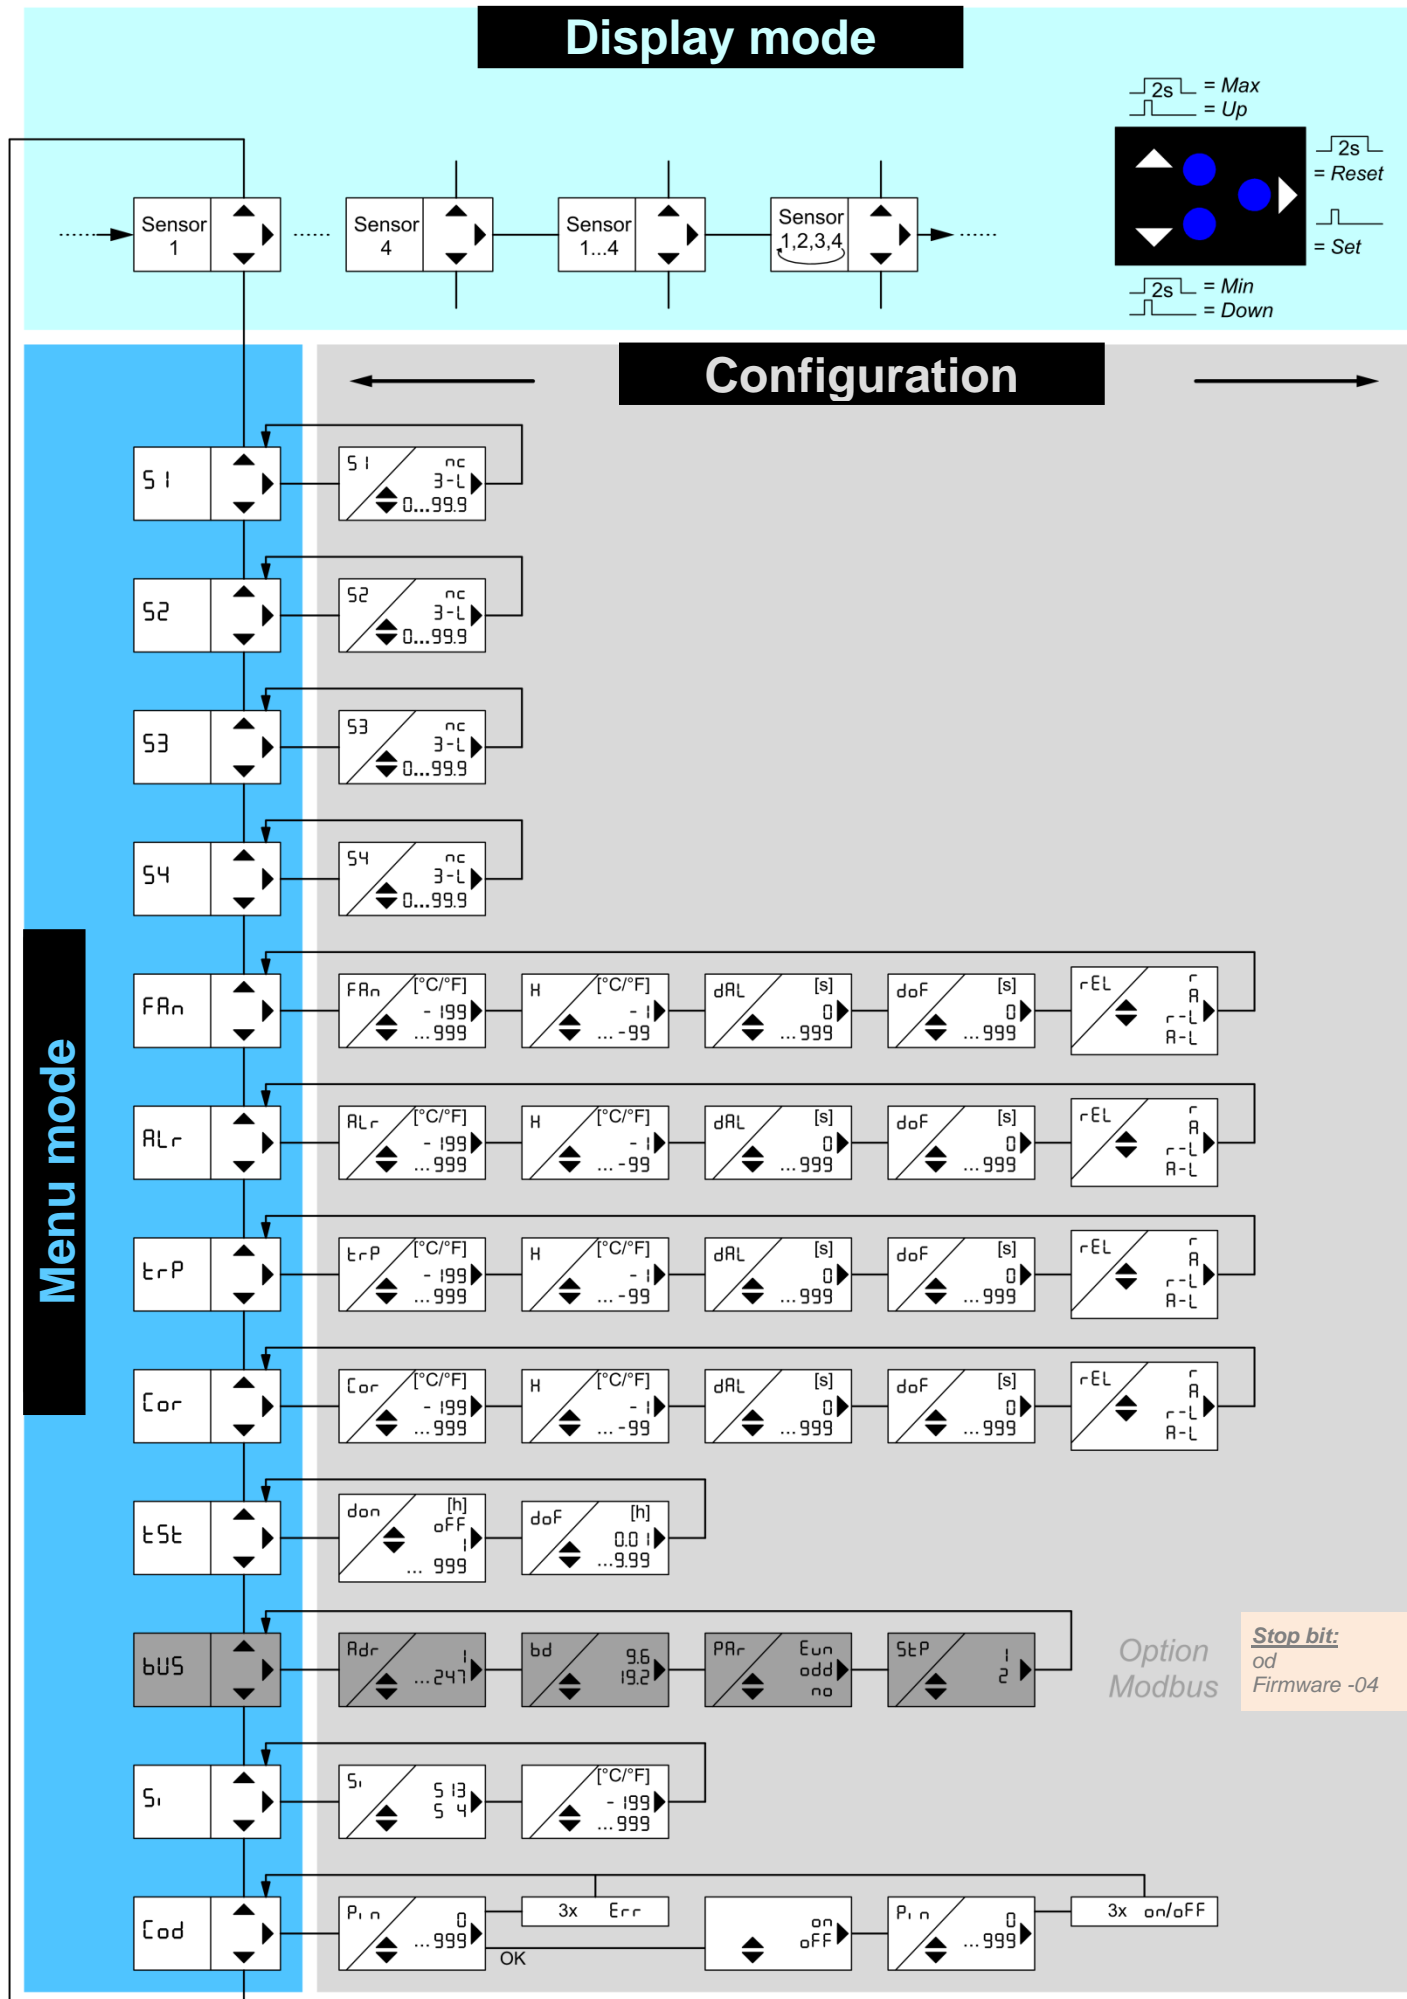 Display mode
2s = Max
= Up
2s
= Reset
= Set
2s = Min
= Down
Sensor
1
Sensor
4
Sensor
1...4
Sensor
1,2,3,4
Configuration
Menu mode
S1
S1 nc
3-L
0...99.9
S2
S2 nc
3-L
0...99.9
S3
S3 nc
3-L
0...99.9
S4
S4 nc
3-L
0...99.9
FAn
FAn [°C/°F]
-199
...999
H [°C/°F]
-1
...-99
dAL [s]
0
...999
doF [s]
0
...999
rEL r
A
r-L
A-L
ALr
ALr [°C/°F]
-199
...999
H [°C/°F]
-1
...-99
dAL [s]
0
...999
doF [s]
0
...999
rEL r
A
r-L
A-L
trP
trP [°C/°F]
-199
...999
H [°C/°F]
-1
...-99
dAL [s]
0
...999
doF [s]
0
...999
rEL r
A
r-L
A-L
Cor
Cor [°C/°F]
-199
...999
H [°C/°F]
-1
...-99
dAL [s]
0
...999
doF [s]
0
...999
rEL r
A
r-L
A-L
tSt
don [h]
oFF
1
... 999
doF [h]
0.01
...9.99
bUS
Adr 1
...247
bd 9.6
19.2
PAr Eun
odd
no
StP 1
2
Option
Modbus
Stop bit:
od
Firmware -04
Si
Si S13
S 4
[°C/°F]
-199
...999
Cod
Pin 0
...999
3x Err
OK
on
oFF
Pin 0
...999
3x on/oFF